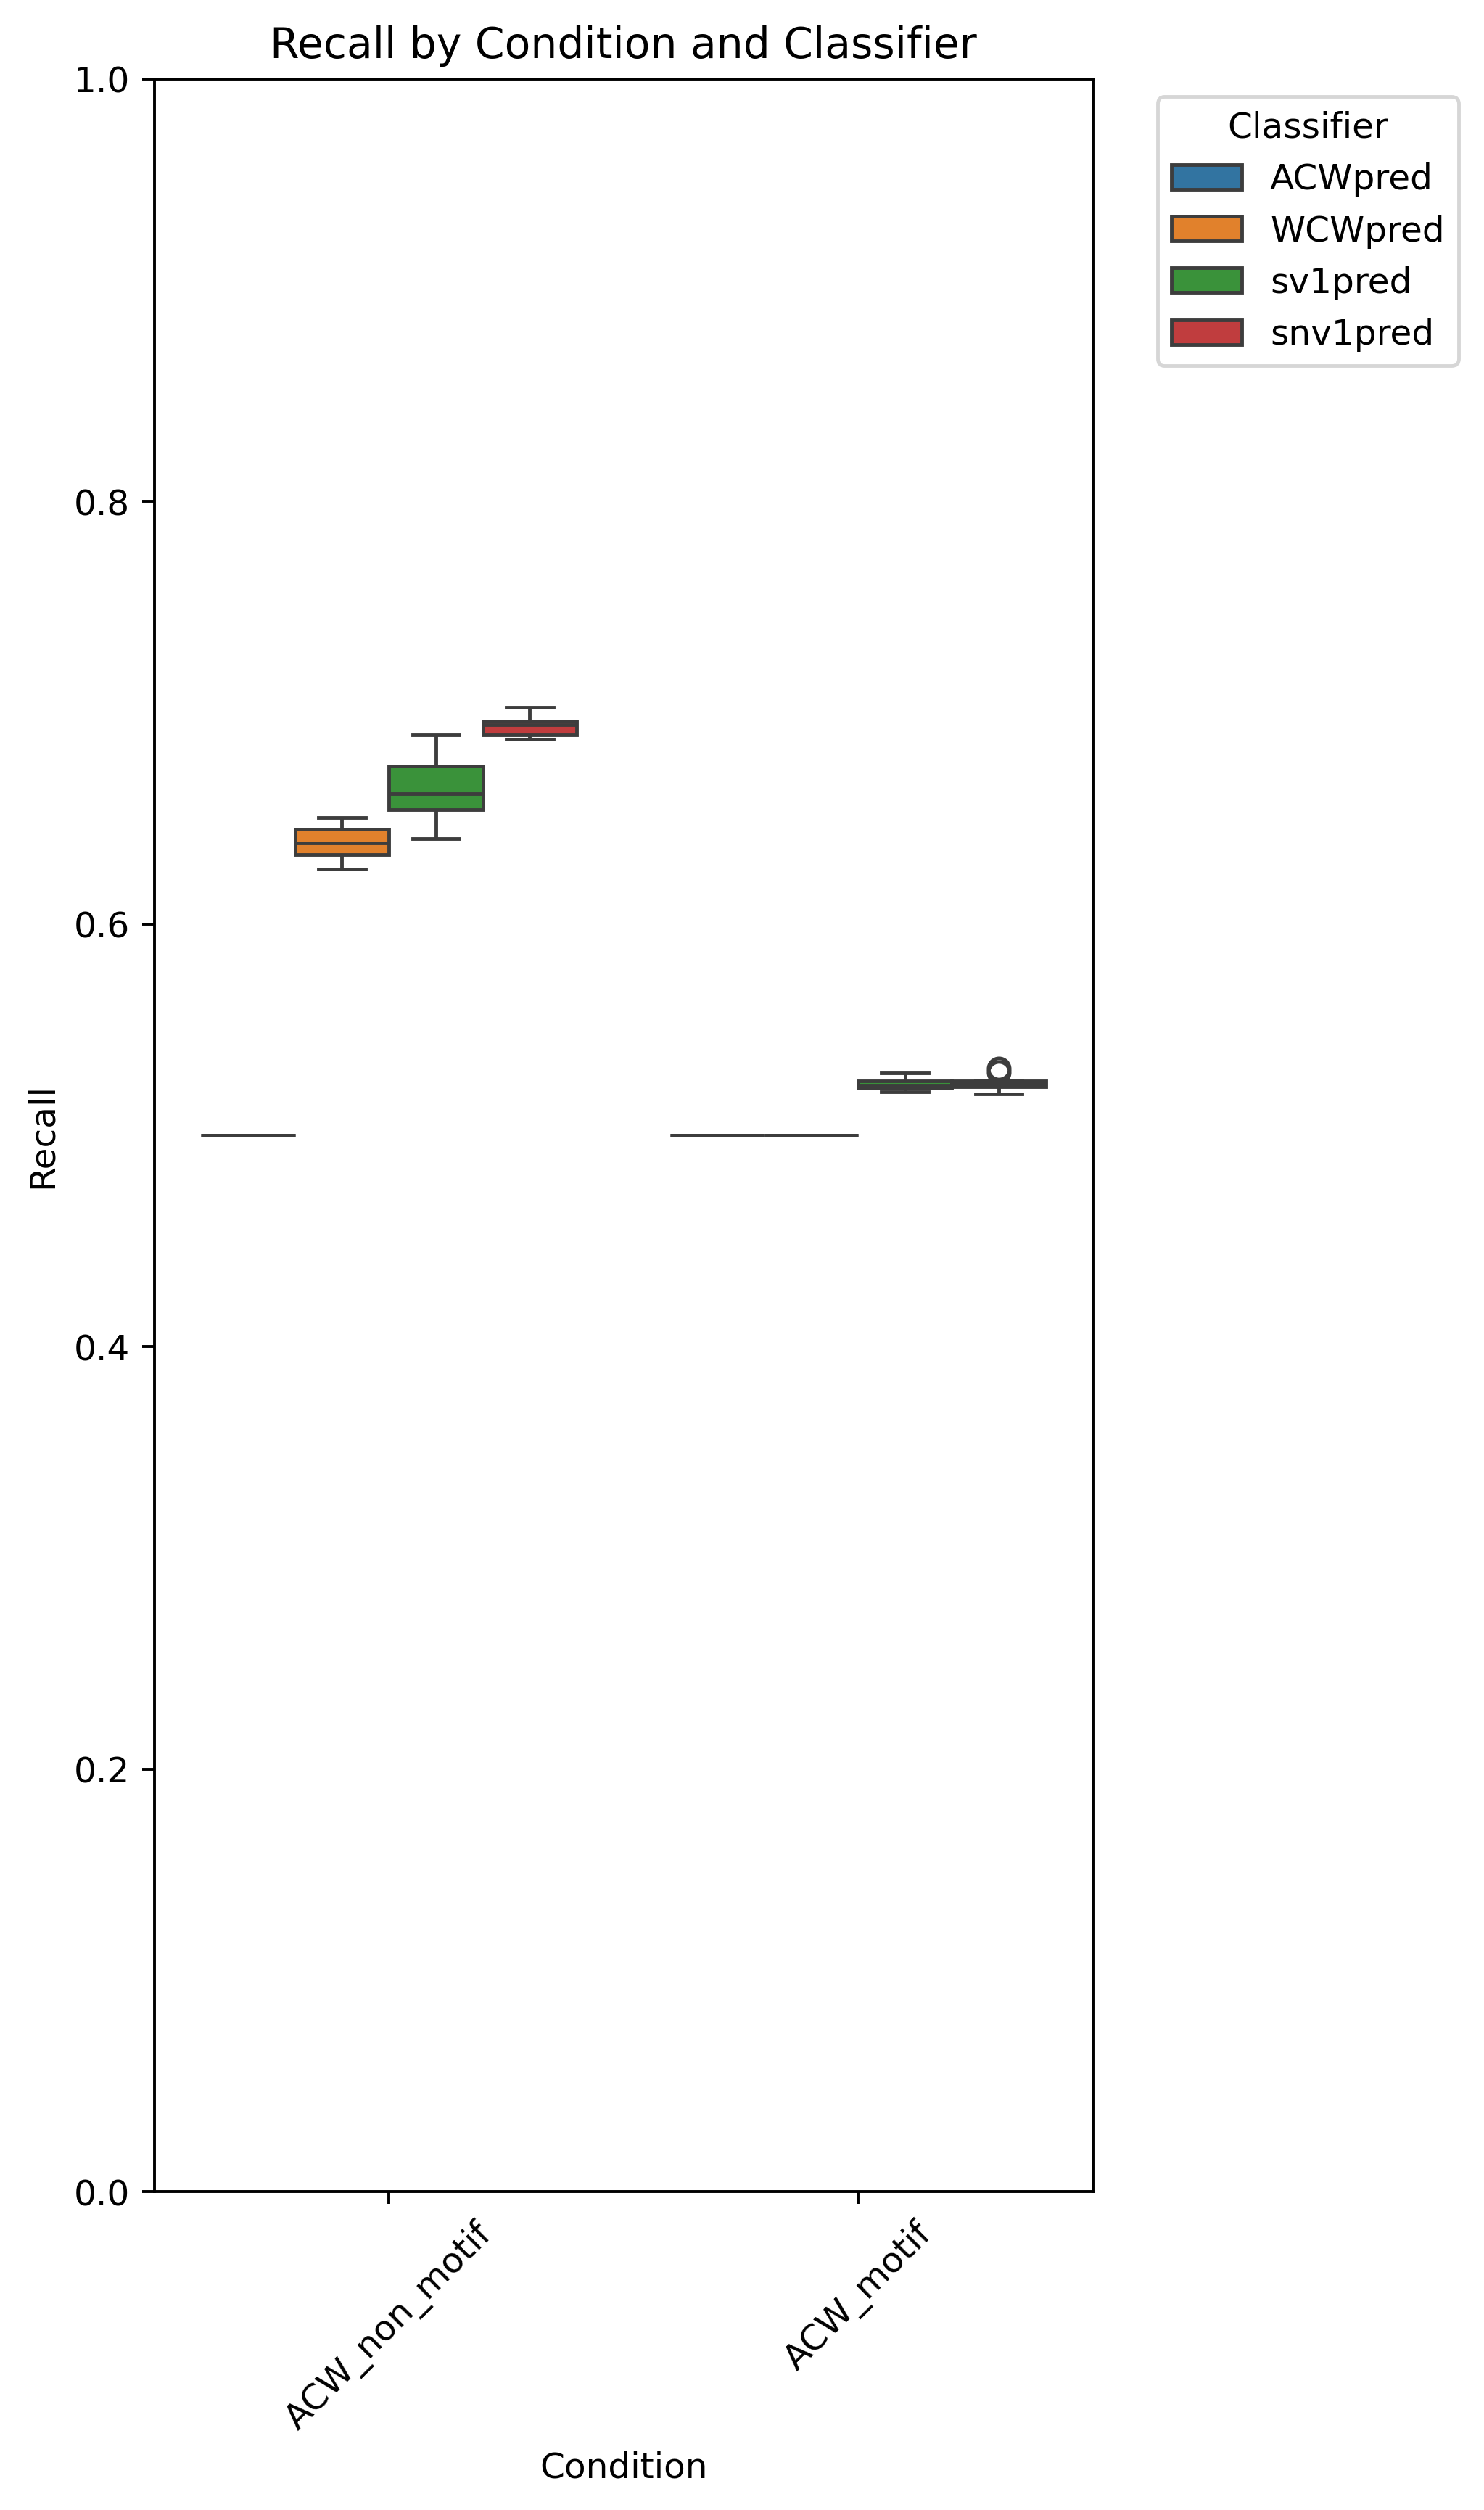 Recall by Condition and Classifier
1.0
0.8
0.6
0.4
0.2
0.0
Recall
ACW_non_motif
ACW_motif
Condition
Classifier
ACWpred
WCWpred
sv1pred
snv1pred